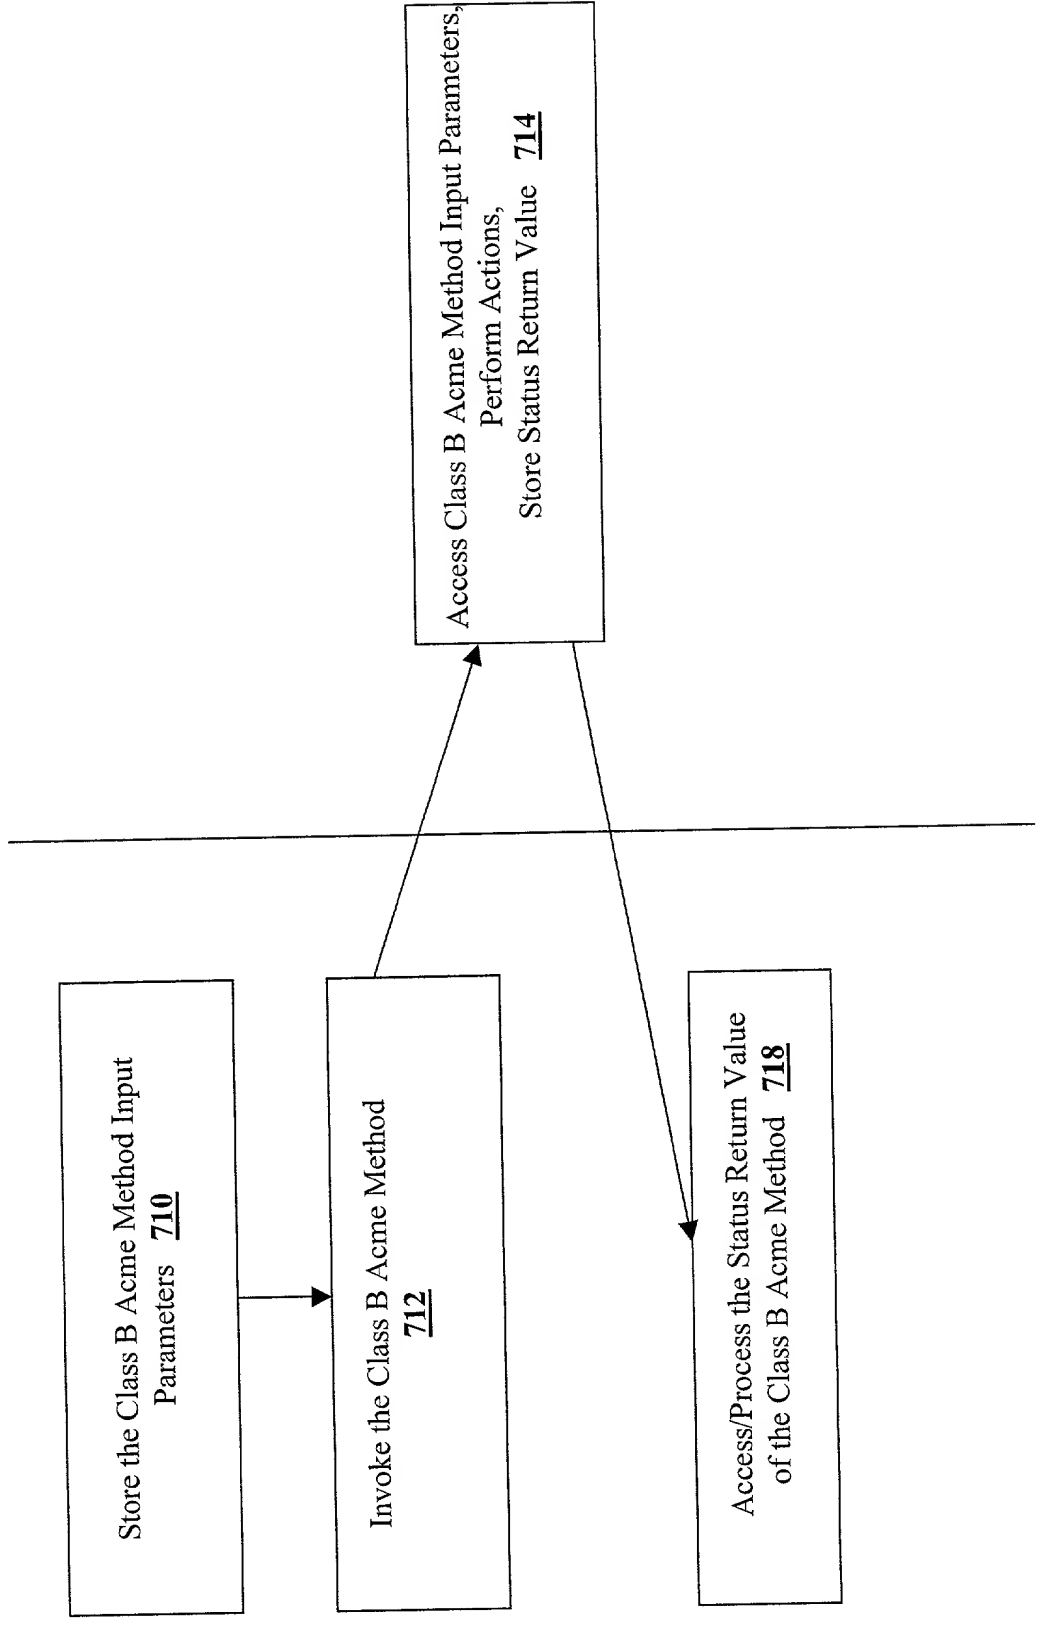 Store the Class B Acme Method Input
Parameters 710
Invoke the Class B Acme Method
712
Access Class B Acme Method Input Parameters,
Perform Actions,
Store Status Return Value 714
Access/Process the Status Return Value
of the Class B Acme Method 718